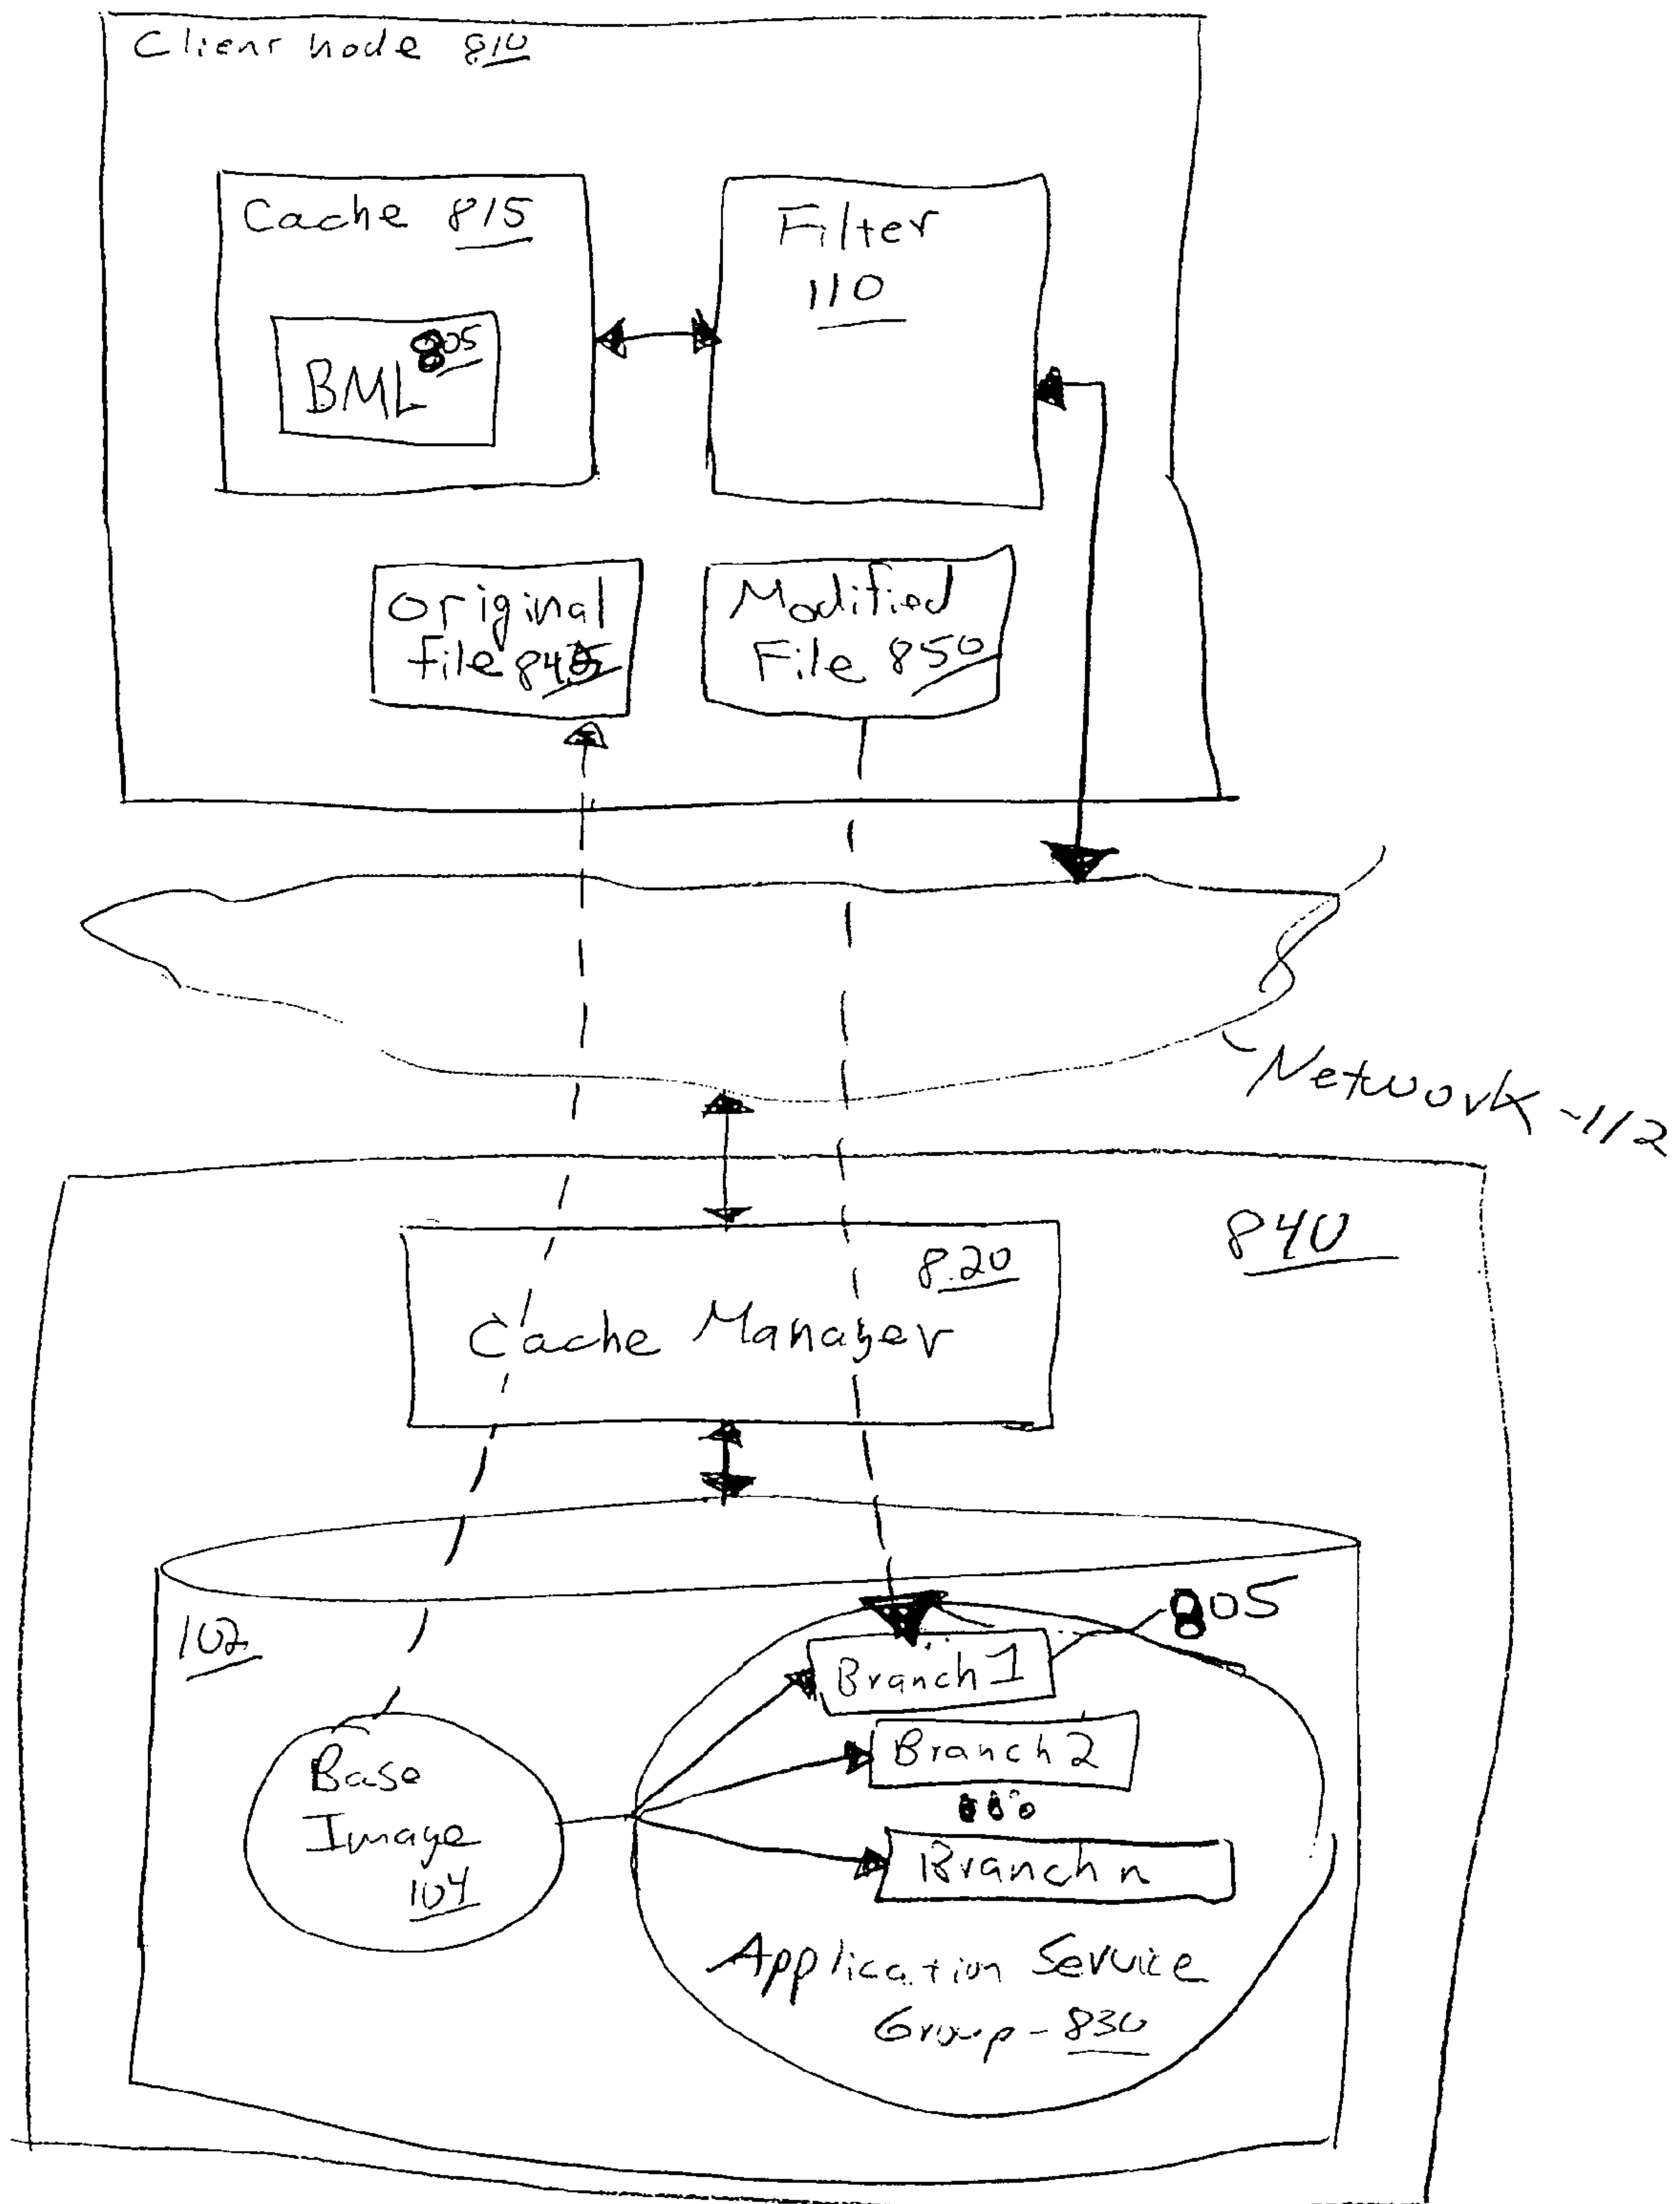 Client node 810
Cache 815
BML 805
Filter
110
Original
file 845
Modified
File 850
Network - 112
840
820
Cache Manager
102
805
Branch 1
Branch 2
Branch n
Base
Image
104
Application Service
Group - 830